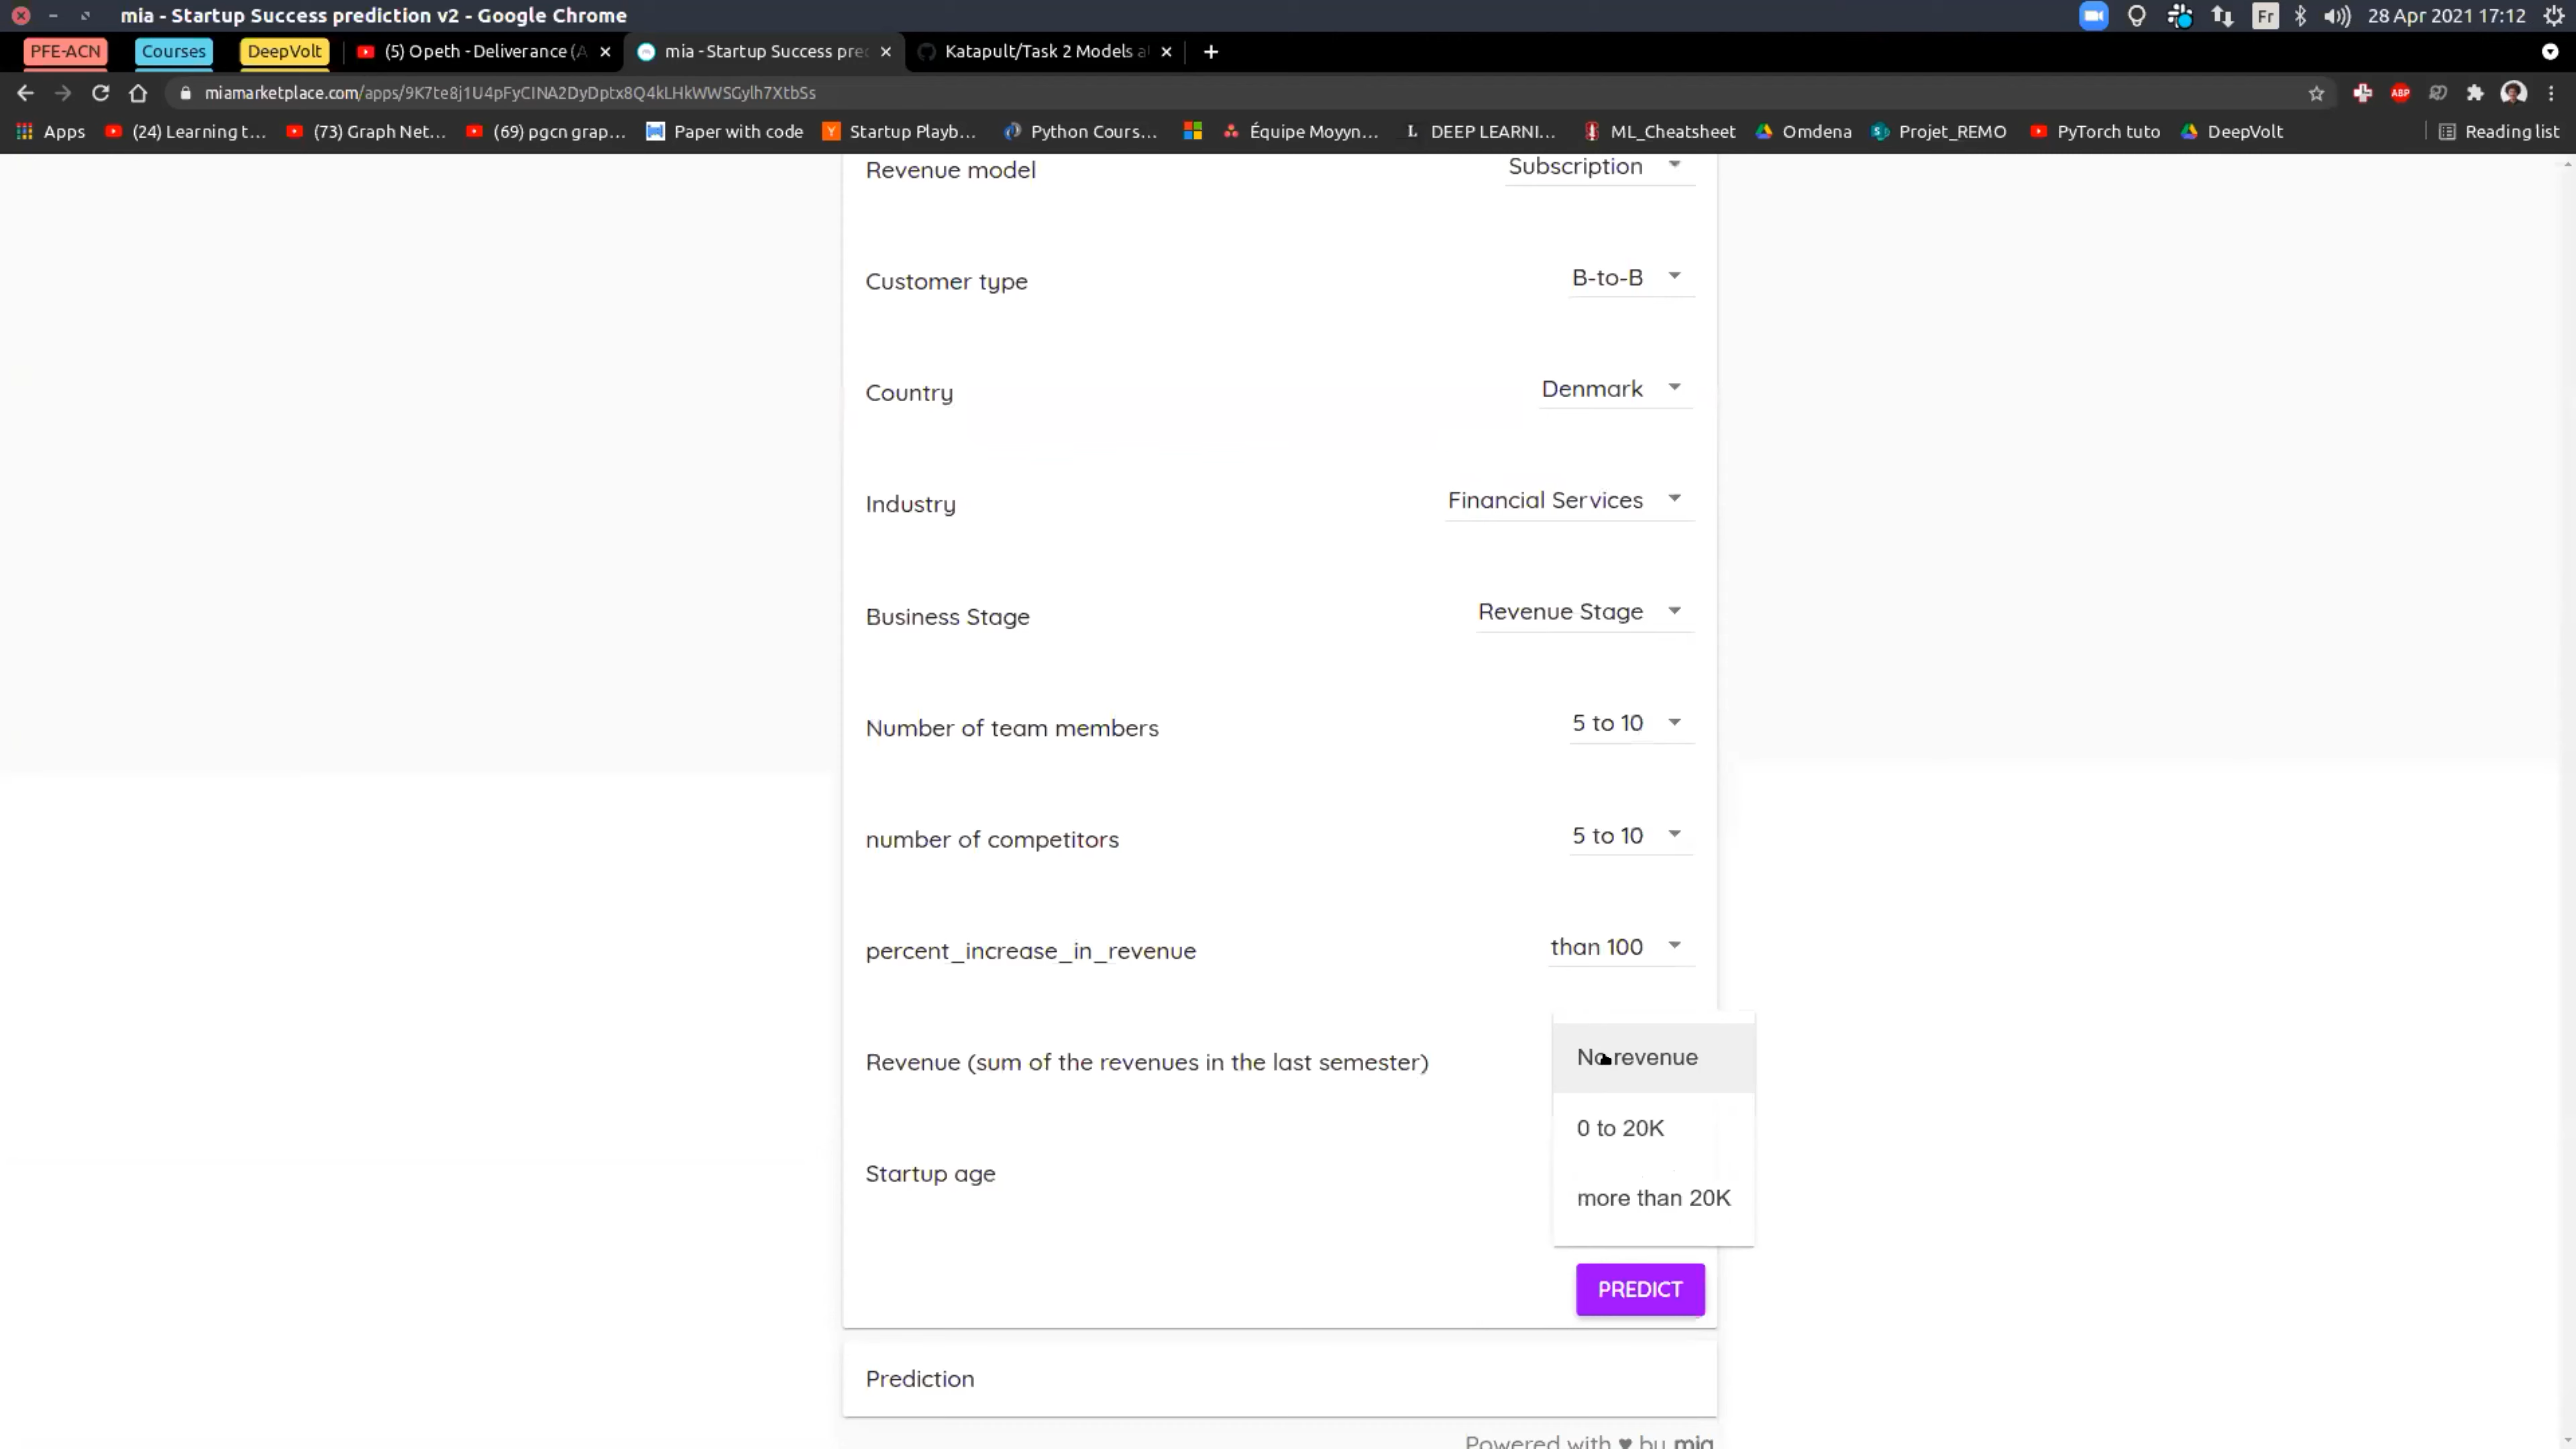 mia - Startup Success prediction v2 - Google Chrome
Fr
28 Apr 2021 17:12
PFE-ACN
Courses
DeepVolt
(5) Opeth - Deliverance (A
mia - Startup Success pred
Katapult/Task 2 Models a
miamarketplace.com/apps/9K7te8j1U4pFyCINA2DyDptx8Q4kLHkWWSGylh7XtbSs
ABP
Apps
(24) Learning t...
(73) Graph Net...
(69) pgcn grap...
Paper with code
Startup Playb...
Python Cours...
Équipe Moyyn...
DEEP LEARNI...
ML_Cheatsheet
Omdena
Projet_REMO
PyTorch tuto
DeepVolt
Reading list
Revenue model
Subscription
Customer type
B-to-B
Country
Denmark
Industry
Financial Services
Business Stage
Revenue Stage
Number of team members
5 to 10
number of competitors
5 to 10
percent_increase_in_revenue
than 100
Revenue (sum of the revenues in the last semester)
No revenue
0 to 20K
more than 20K
Startup age
PREDICT
Prediction
Powered with ♥ by mia